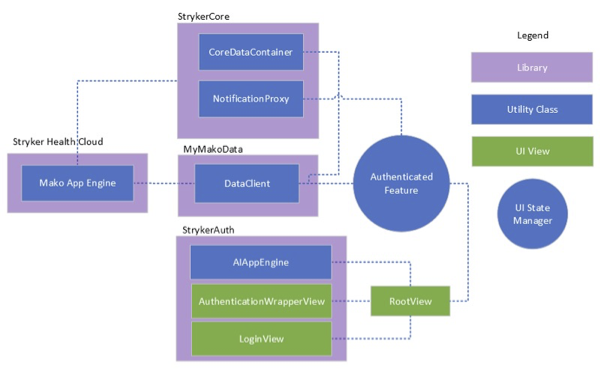 StrykerCore
CoreDataContainer
NotificationProxy
Stryker Health Cloud
Mako App Engine
MyMakoData
DataClient
Authenticated
Feature
StrykerAuth
AIAppEngine
AuthenticationWrapperView
LogInView
RootView
Legend
Library
Utility Class
UI View
UI State
Manager